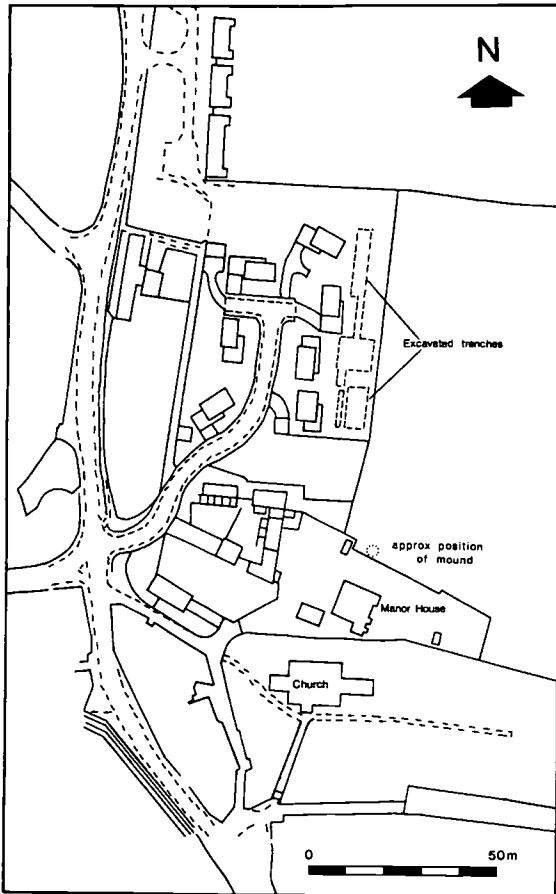 N
Excavated trenches
approx position
of mound
Manor House
Church
0 50m